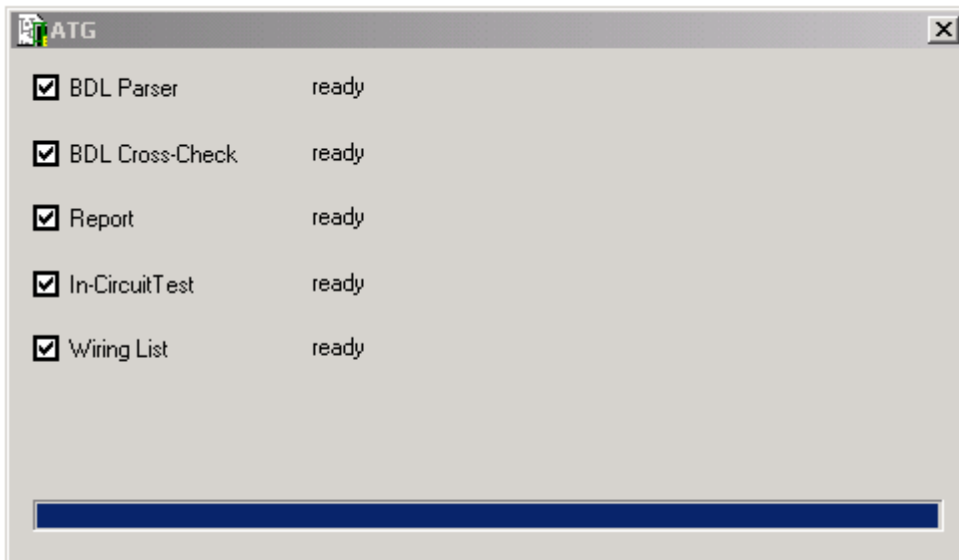 ATG
BDL Parser ready
BDL Cross-Check ready
Report ready
In-CircuitTest ready
Wiring List ready